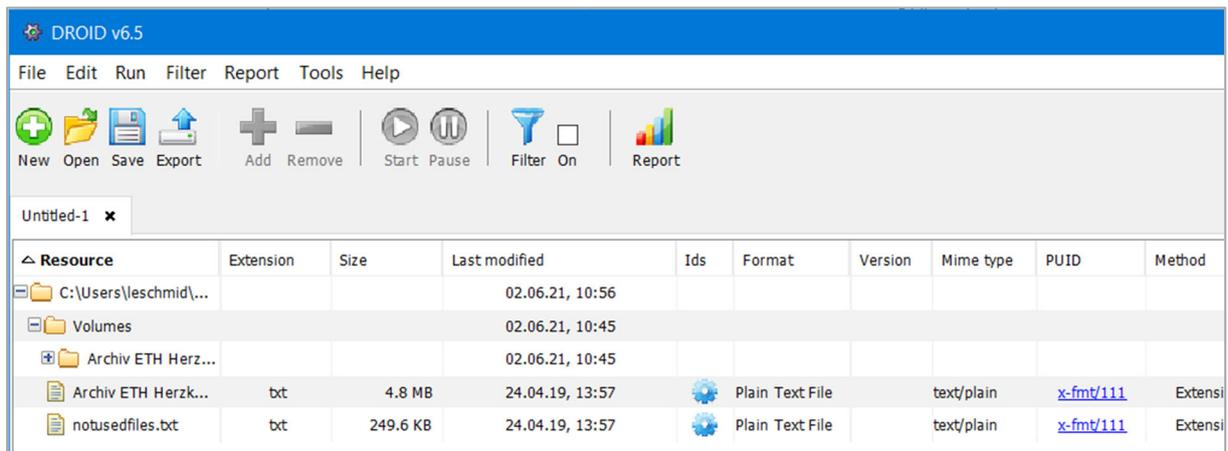 DROID v6.5
File Edit Run Filter Report Tools Help
New Open Save Export Add Remove Start Pause Filter On Report
Untitled-1
Resource Extension Size Last modified Ids Format Version Mime type PUID Method
C:\Users\leschmid\... 02.06.21, 10:56
Volumes 02.06.21, 10:45
Archiv ETH Herz... 02.06.21, 10:45
Archiv ETH Herzk... txt 4.8 MB 24.04.19, 13:57 Plain Text File text/plain x-fmt/111 Extensi
notusedfiles.txt txt 249.6 KB 24.04.19, 13:57 Plain Text File text/plain x-fmt/111 Extensi